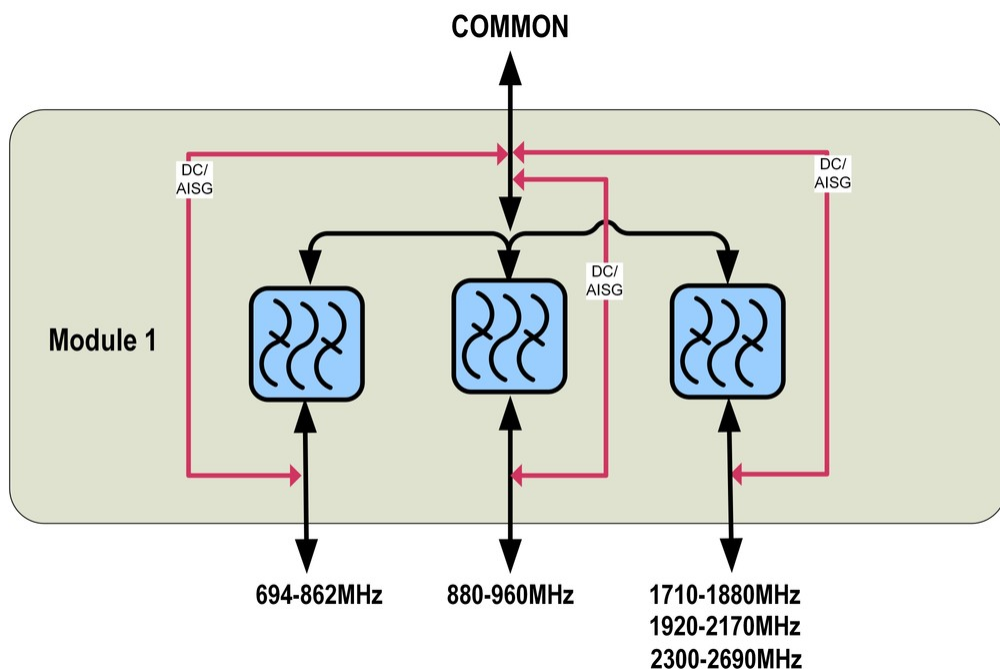 COMMON
DC/
AISG
DC/
AISG
DC/
AISG
Module 1
694-862MHz
880-960MHz
1710-1880MHz
1920-2170MHz
2300-2690MHz